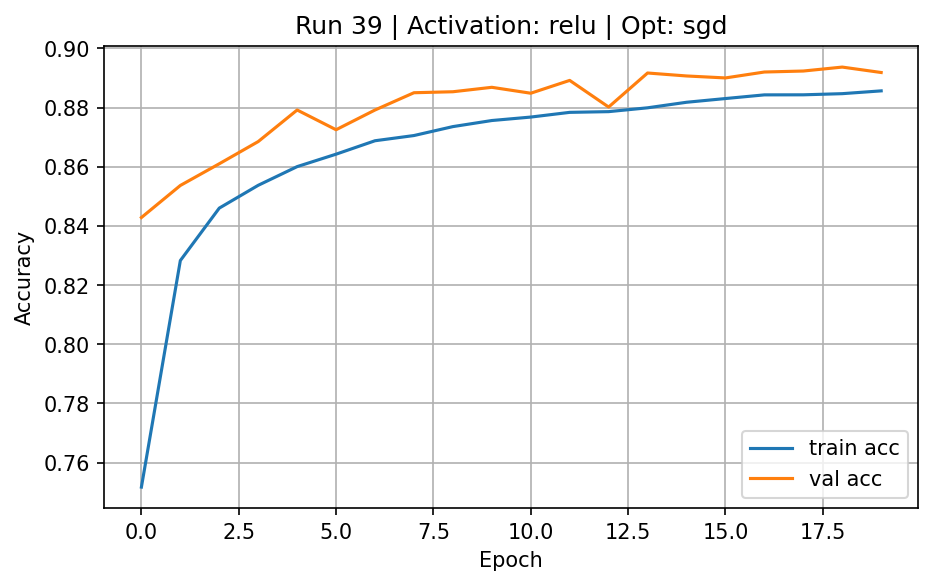 Run 39 | Activation: relu | Opt: sgd
0.90
0.88
0.86
0.84
0.82
0.80
0.78
0.76
Accuracy
0.0 2.5 5.0 7.5 10.0 12.5 15.0 17.5
Epoch
train acc
val acc